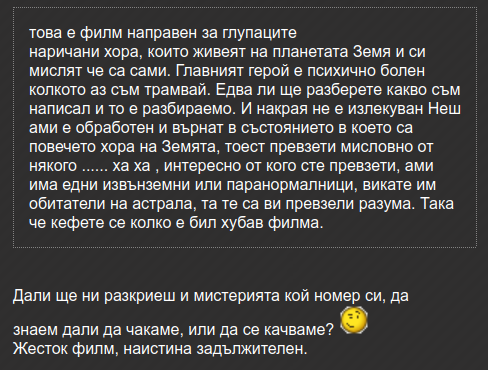 това е филм направен за глупаците
наричани хора, които живеят на планетата Земя и си
мислят че са сами. Главният герой е психично болен
колкото аз съм трамвай. Едва ли ще разберете какво съм
написал и то е разбираемо. И накрая не е излекуван Неш
ами е обработен и върнат в състоянието в което са
повечето хора на Земята, тоест превзети мисловно от
някого ...... ха ха , интересно от кого сте превзети, ами
има едни извънземни или паранормалници, викате им
обитатели на астрала, та те са ви превзели разума. Така
че кефете се колко е бил хубав филма.
Дали ще ни разкриеш и мистерията кой номер си, да
знаем дали да чакаме, или да се качваме?
Жесток филм, наистина задължителен.